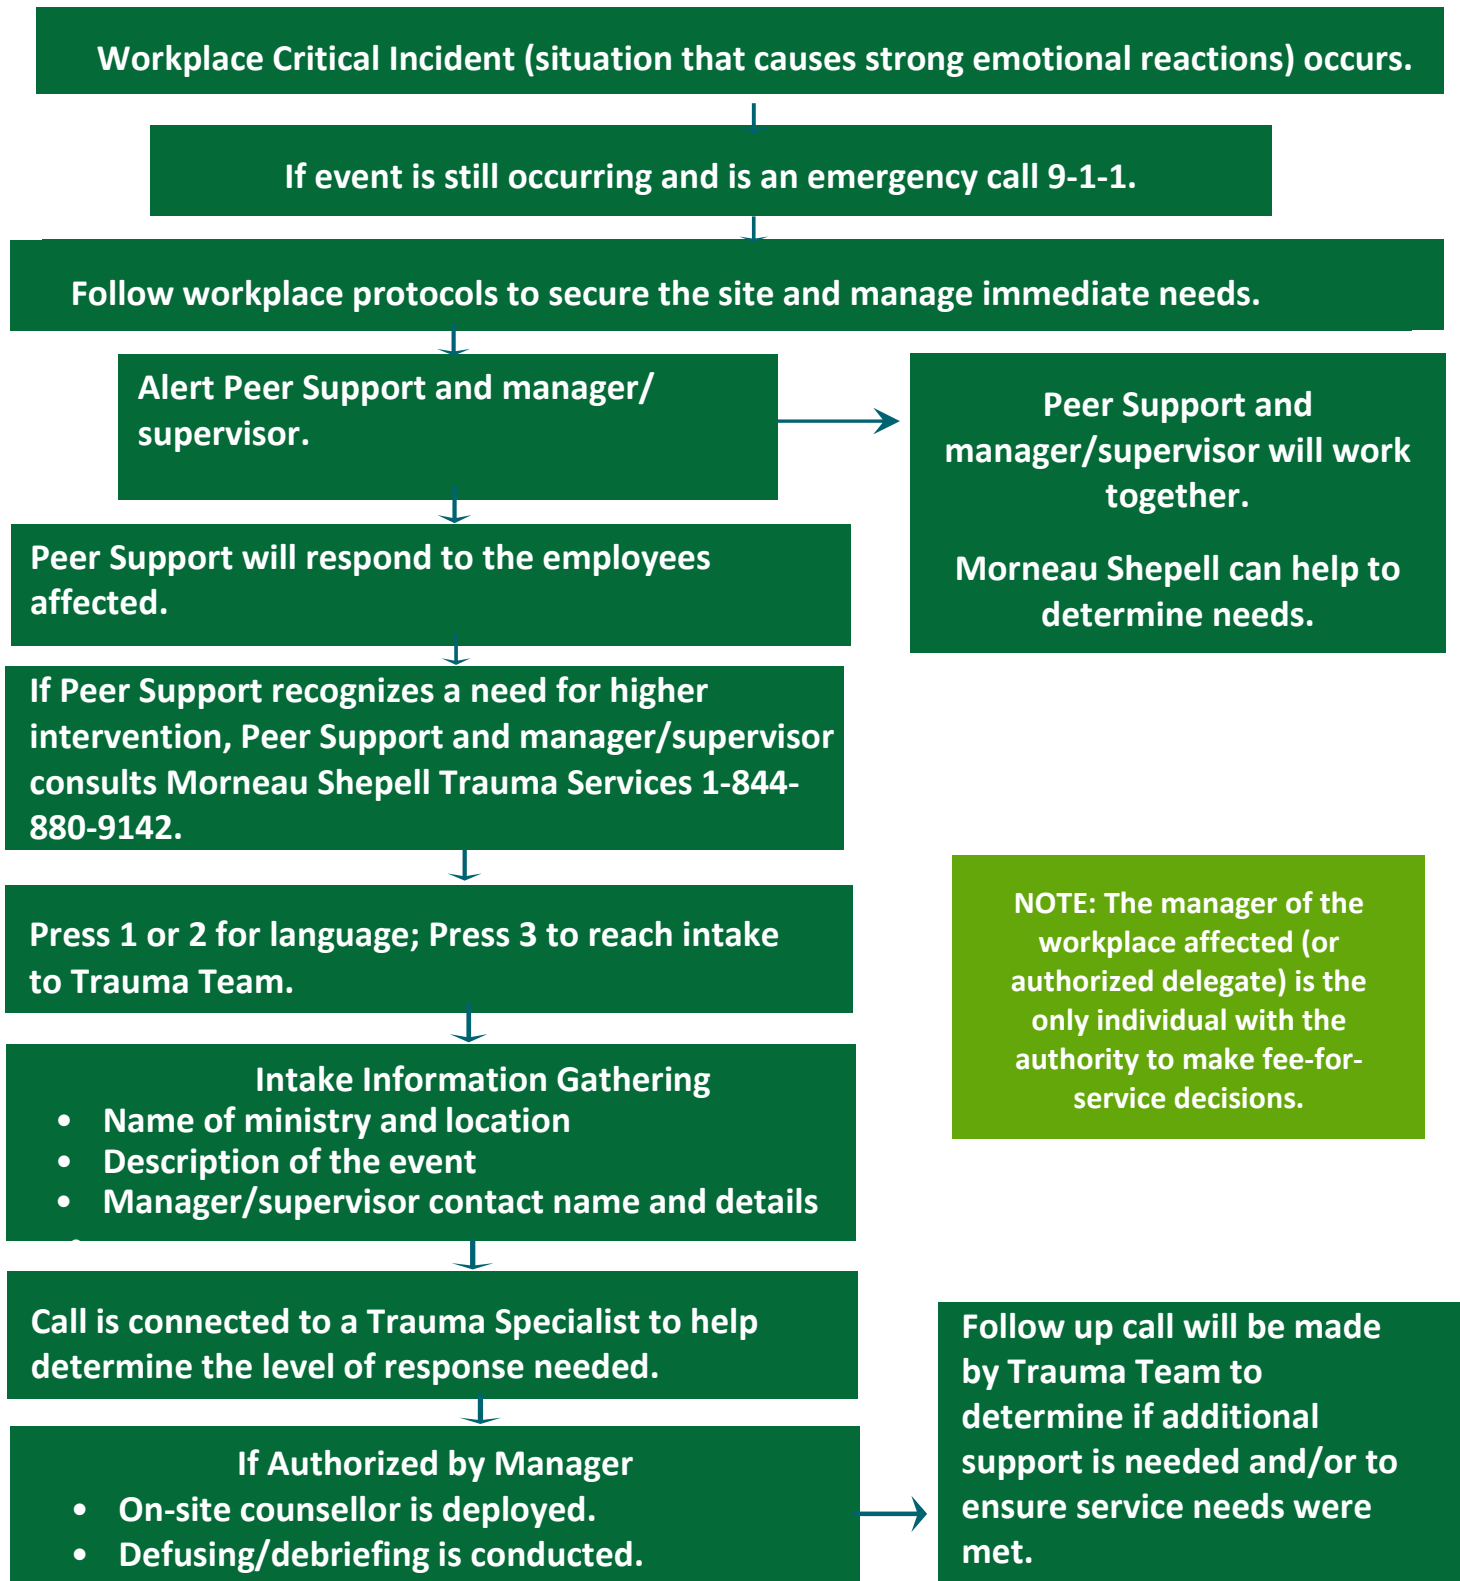 Workplace Critical Incident (situation that causes strong emotional reactions) occurs.
If event is still occurring and is an emergency call 9-1-1.
Follow workplace protocols to secure the site and manage immediate needs.
Alert Peer Support and manager/
supervisor.
Peer Support and
manager/supervisor will work
together.
Morneau Shepell can help to
determine needs.
Peer Support will respond to the employees
affected.
If Peer Support recognizes a need for higher
intervention, Peer Support and manager/supervisor
consults Morneau Shepell Trauma Services 1-844-
880-9142.
Press 1 or 2 for language; Press 3 to reach intake
to Trauma Team.
NOTE: The manager of the
workplace affected (or
authorized delegate) is the
only individual with the
authority to make fee-for-
service decisions.
Intake Information Gathering
• Name of ministry and location
• Description of the event
• Manager/supervisor contact name and details
Call is connected to a Trauma Specialist to help
determine the level of response needed.
If Authorized by Manager
• On-site counsellor is deployed.
• Defusing/debriefing is conducted.
Follow up call will be made
by Trauma Team to
determine if additional
support is needed and/or to
ensure service needs were
met.